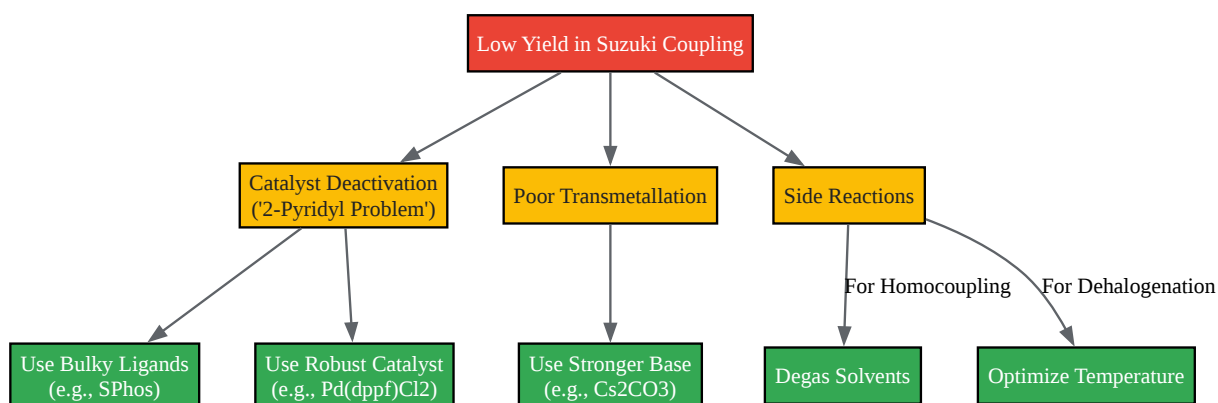 Low Yield in Suzuki Coupling
Catalyst Deactivation
('2-Pyridyl Problem')
Poor Transmetallation
Side Reactions
For Homocoupling
For Dehalogenation
Use Bulky Ligands
(e.g., SPhos)
Use Robust Catalyst
(e.g., Pd(dppf)Cl2)
Use Stronger Base
(e.g., Cs2CO3)
Degas Solvents
Optimize Temperature